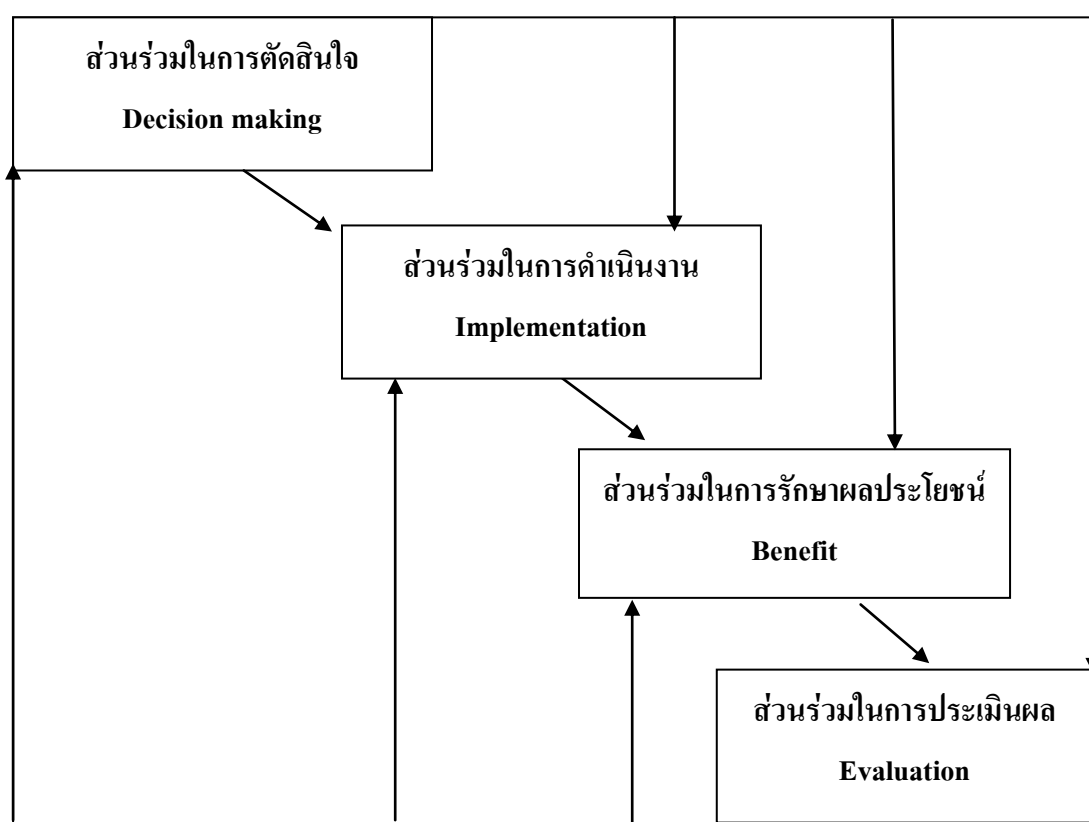 ส่วนร่วมในการตัดสินใจ
Decision making
ส่วนร่วมในการดำเนินงาน
Implementation
ส่วนร่วมในการรักษาผลประโยชน์
Benefit
ส่วนร่วมในการประเมินผล
Evaluation